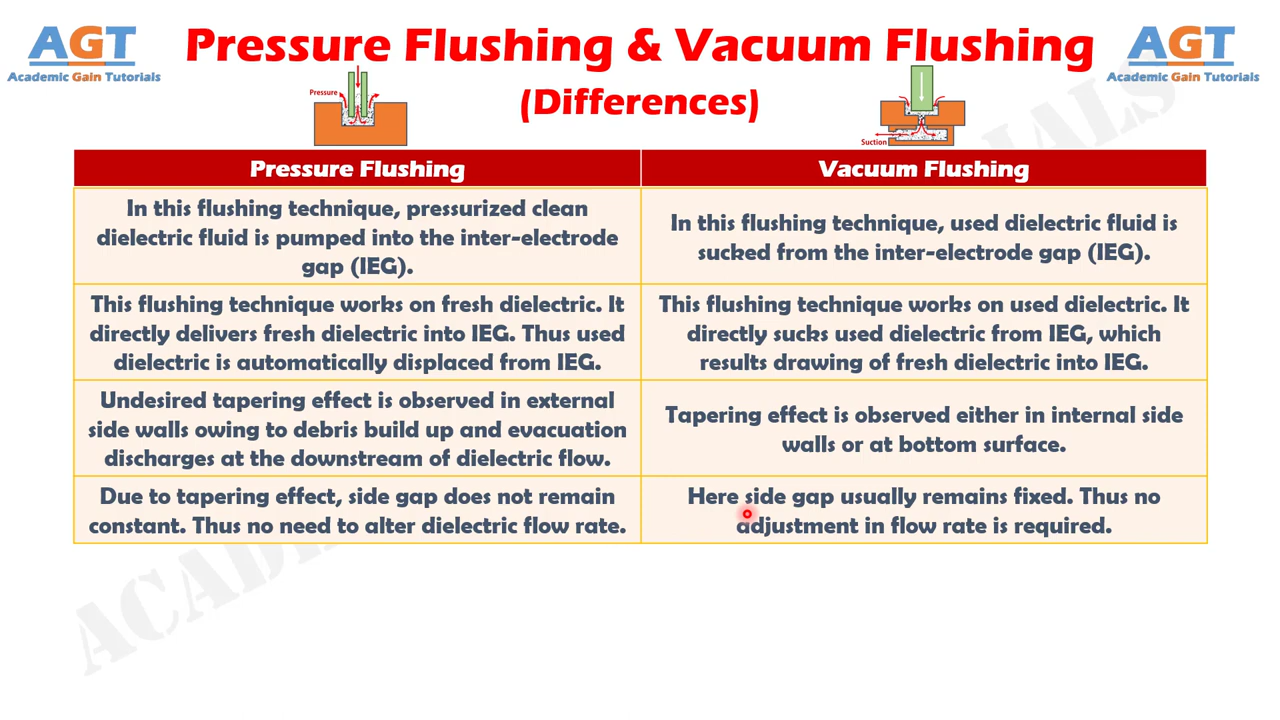 AGT
Academic Gain Tutorials
Pressure Flushing & Vacuum Flushing
(Differences)
AGT
Academic Gain Tutorials
Pressure
Suction
Pressure Flushing
Vacuum Flushing
In this flushing technique, pressurized clean
dielectric fluid is pumped into the inter-electrode
gap (IEG).
In this flushing technique, used dielectric fluid is
sucked from the inter-electrode gap (IEG).
This flushing technique works on fresh dielectric. It
directly delivers fresh dielectric into IEG. Thus used
dielectric is automatically displaced from IEG.
This flushing technique works on used dielectric. It
directly sucks used dielectric from IEG, which
results drawing of fresh dielectric into IEG.
Undesired tapering effect is observed in external
side walls owing to debris build up and evacuation
discharges at the downstream of dielectric flow.
Tapering effect is observed either in internal side
walls or at bottom surface.
Due to tapering effect, side gap does not remain
constant. Thus no need to alter dielectric flow rate.
Here side gap usually remains fixed. Thus no
adjustment in flow rate is required.